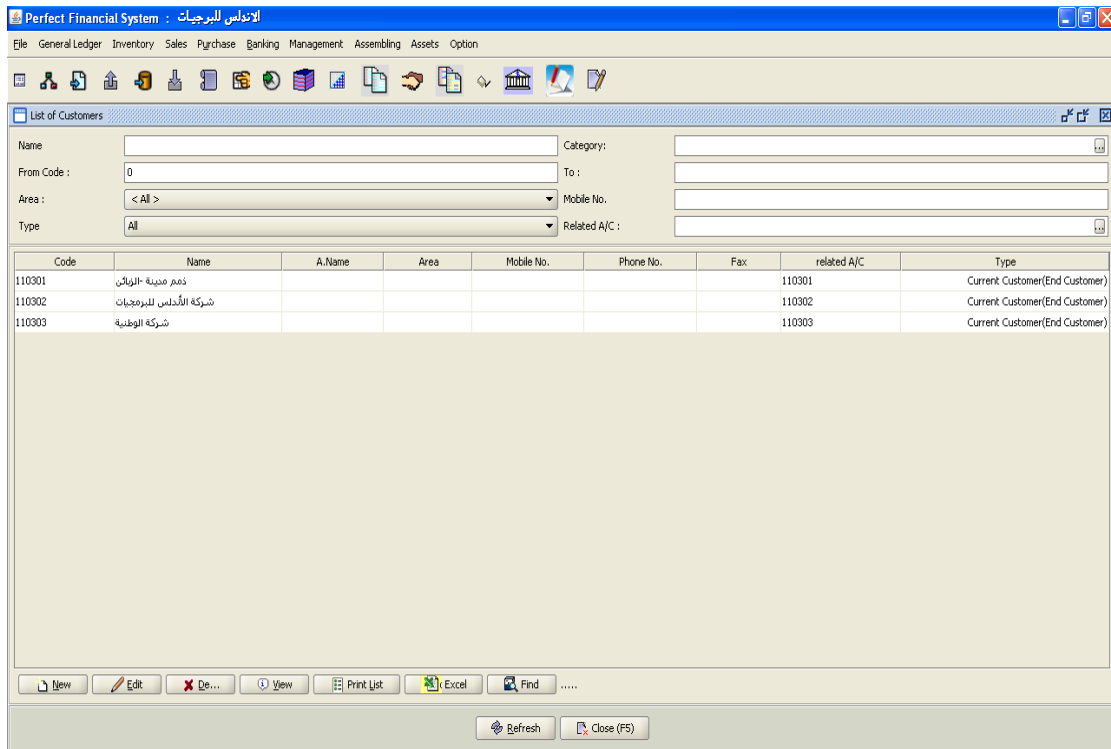 Perfect Financial System : الاندلس للبرجيات
File General Ledger Inventory Sales Purchase Banking Management Assembling Assets Option
List of Customers
Name Category: ...
From Code : 0 To :
Area : < All > Mobile No.
Type All Related A/C : ...
Code Name A.Name Area Mobile No. Phone No. Fax related A/C Type
110301 ذمم مدينة -الزبائن 110301 Current Customer(End Customer)
110302 شركة الأندلس للبرمجيات 110302 Current Customer(End Customer)
110303 شركة الوطنية 110303 Current Customer(End Customer)
New Edit De... View Print List Excel Find .....
Refresh Close (F5)